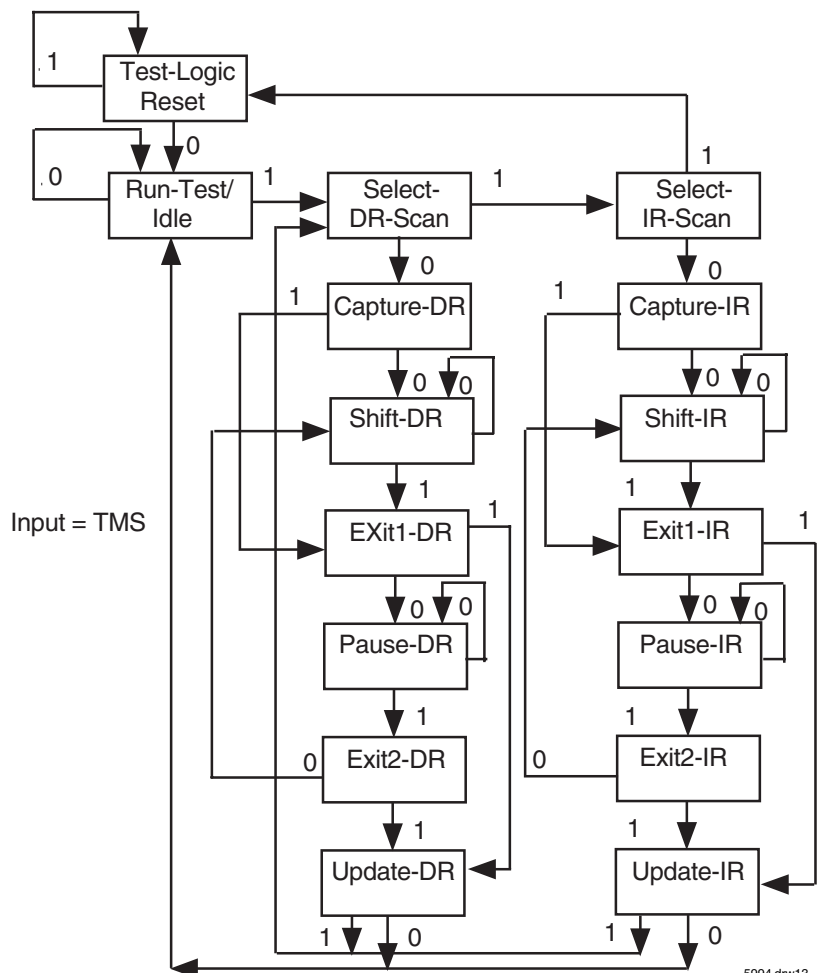 1
Test-Logic
Reset
0
1
0
Run-Test/
Idle
1
Select-
DR-Scan
1
Select-
IR-Scan
0
0
1
Capture-DR
1
Capture-IR
0
0
0
0
Shift-DR
Shift-IR
1
1
Input = TMS
EXit1-DR
1
Exit1-IR
1
0
0
0
0
Pause-DR
Pause-IR
1
1
0
Exit2-DR
0
Exit2-IR
1
1
Update-DR
Update-IR
1
0
1
0
5994 drw12